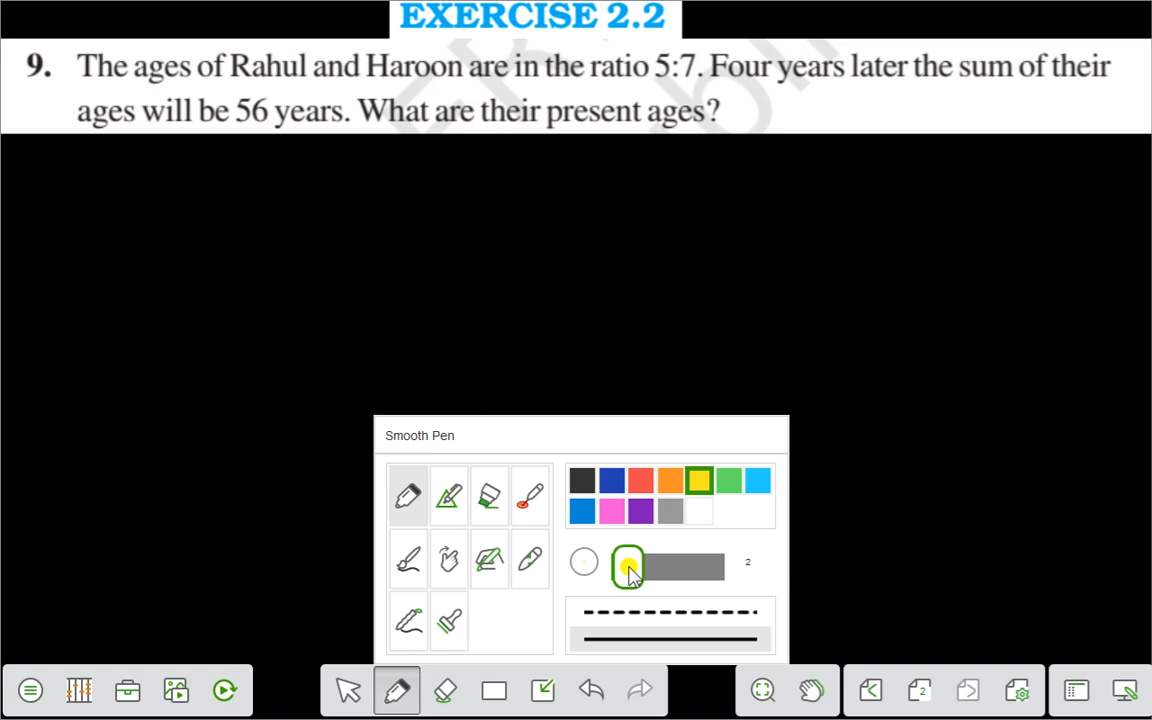 EXERCISE 2.2
9. The ages of Rahul and Haroon are in the ratio 5:7. Four years later the sum of their
ages will be 56 years. What are their present ages?
Smooth Pen
2
2